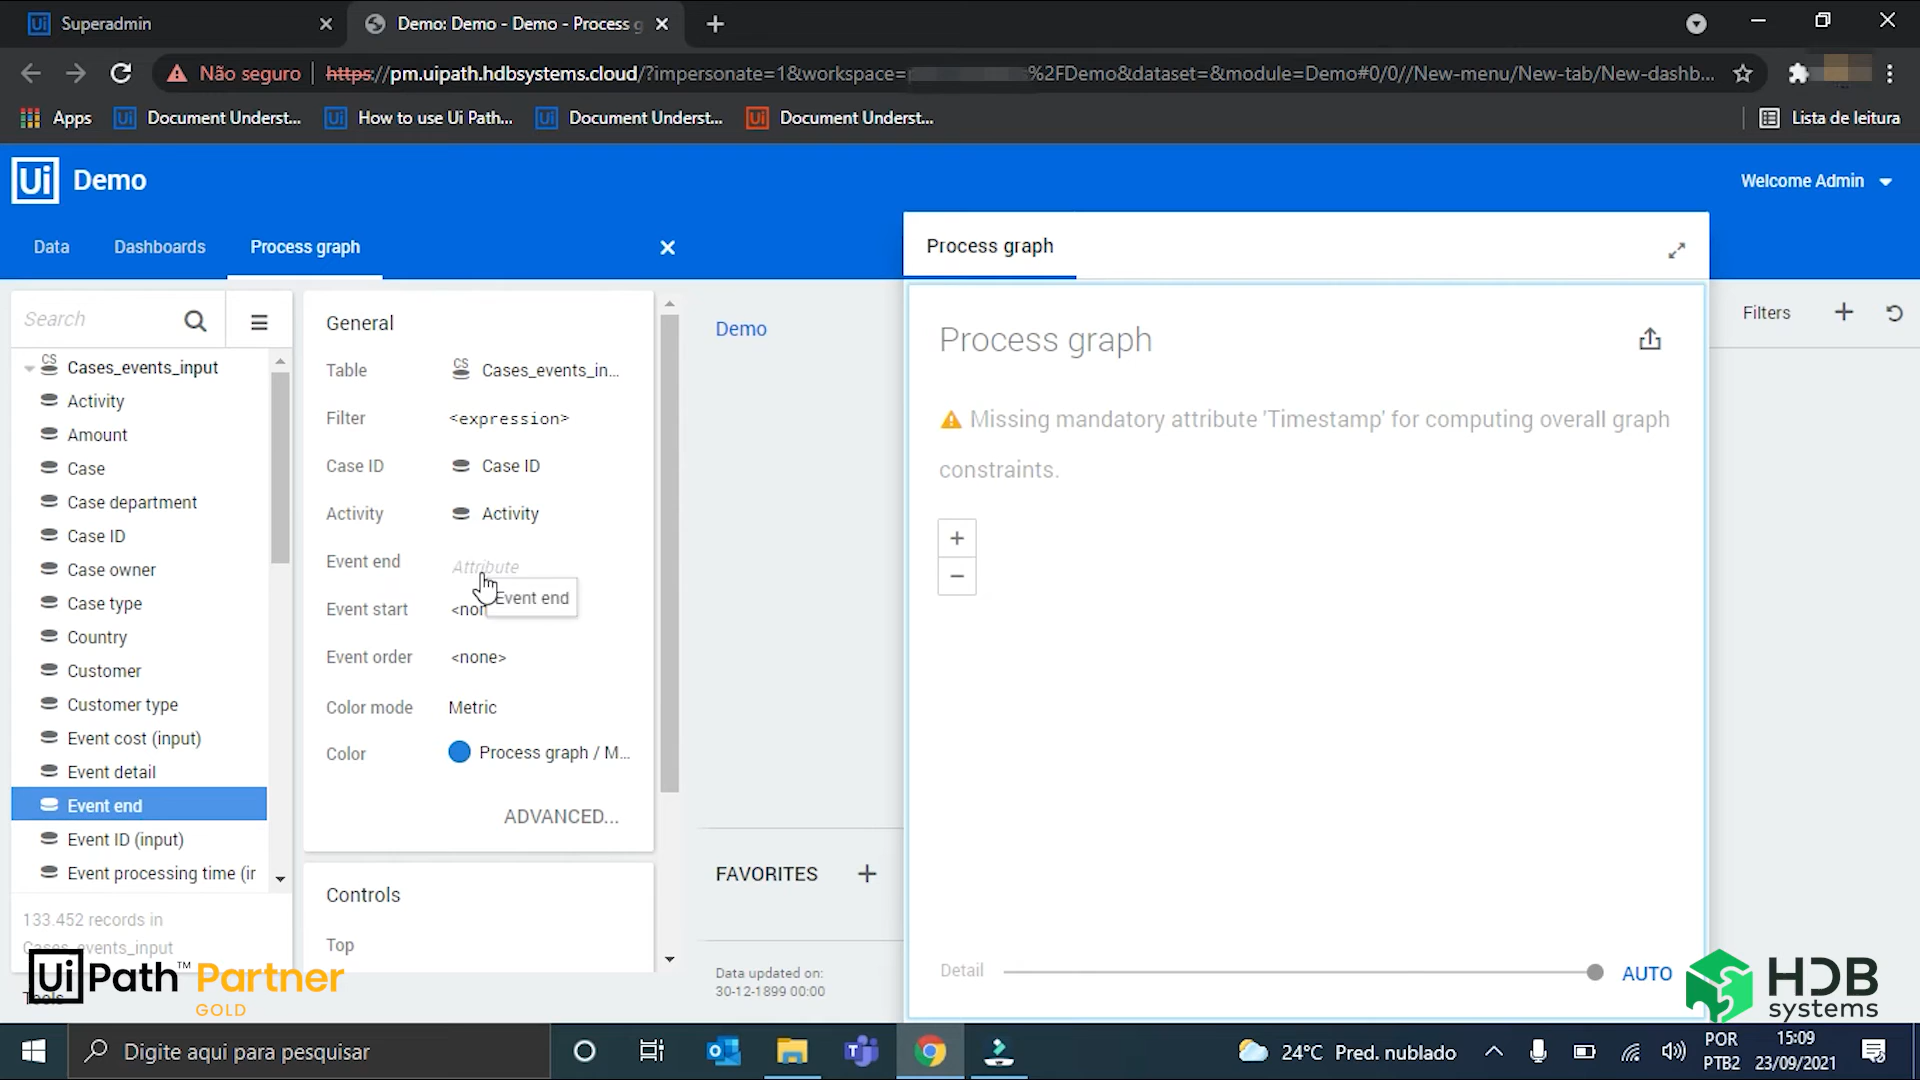 Superadmin
Demo: Demo - Demo - Process g
Não seguro
https://pm.uipath.hdbsystems.cloud/?impersonate=1&workspace=
%2FDemo&dataset=&module=Demo#0/0//New-menu/New-tab/New-dashb...
Apps
Document Underst...
How to use Ui Path...
Document Underst...
Document Underst...
Lista de leitura
Ui Demo
Welcome Admin
Data
Dashboards
Process graph
Process graph
Search
CS Cases_events_input
Activity
Amount
Case
Case department
Case ID
Case owner
Case type
Country
Customer
Customer type
Event cost (input)
Event detail
Event end
Event ID (input)
Event processing time (ir
133.452 records in
Cases_events_input
Tools
General
Table CS Cases_events_in...
Filter <expression>
Case ID Case ID
Activity Activity
Event end Attribute
Event end
Event start <non
Event order <none>
Color mode Metric
Color Process graph / M...
ADVANCED...
Controls
Top
Demo
FAVORITES
Data updated on:
30-12-1899 00:00
Process graph
Missing mandatory attribute 'Timestamp' for computing overall graph
constraints.
+
−
Detail
AUTO
Filters
UiPath™ Partner
GOLD
HDB
systems
Digite aqui para pesquisar
24°C Pred. nublado
POR
PTB2
15:09
23/09/2021